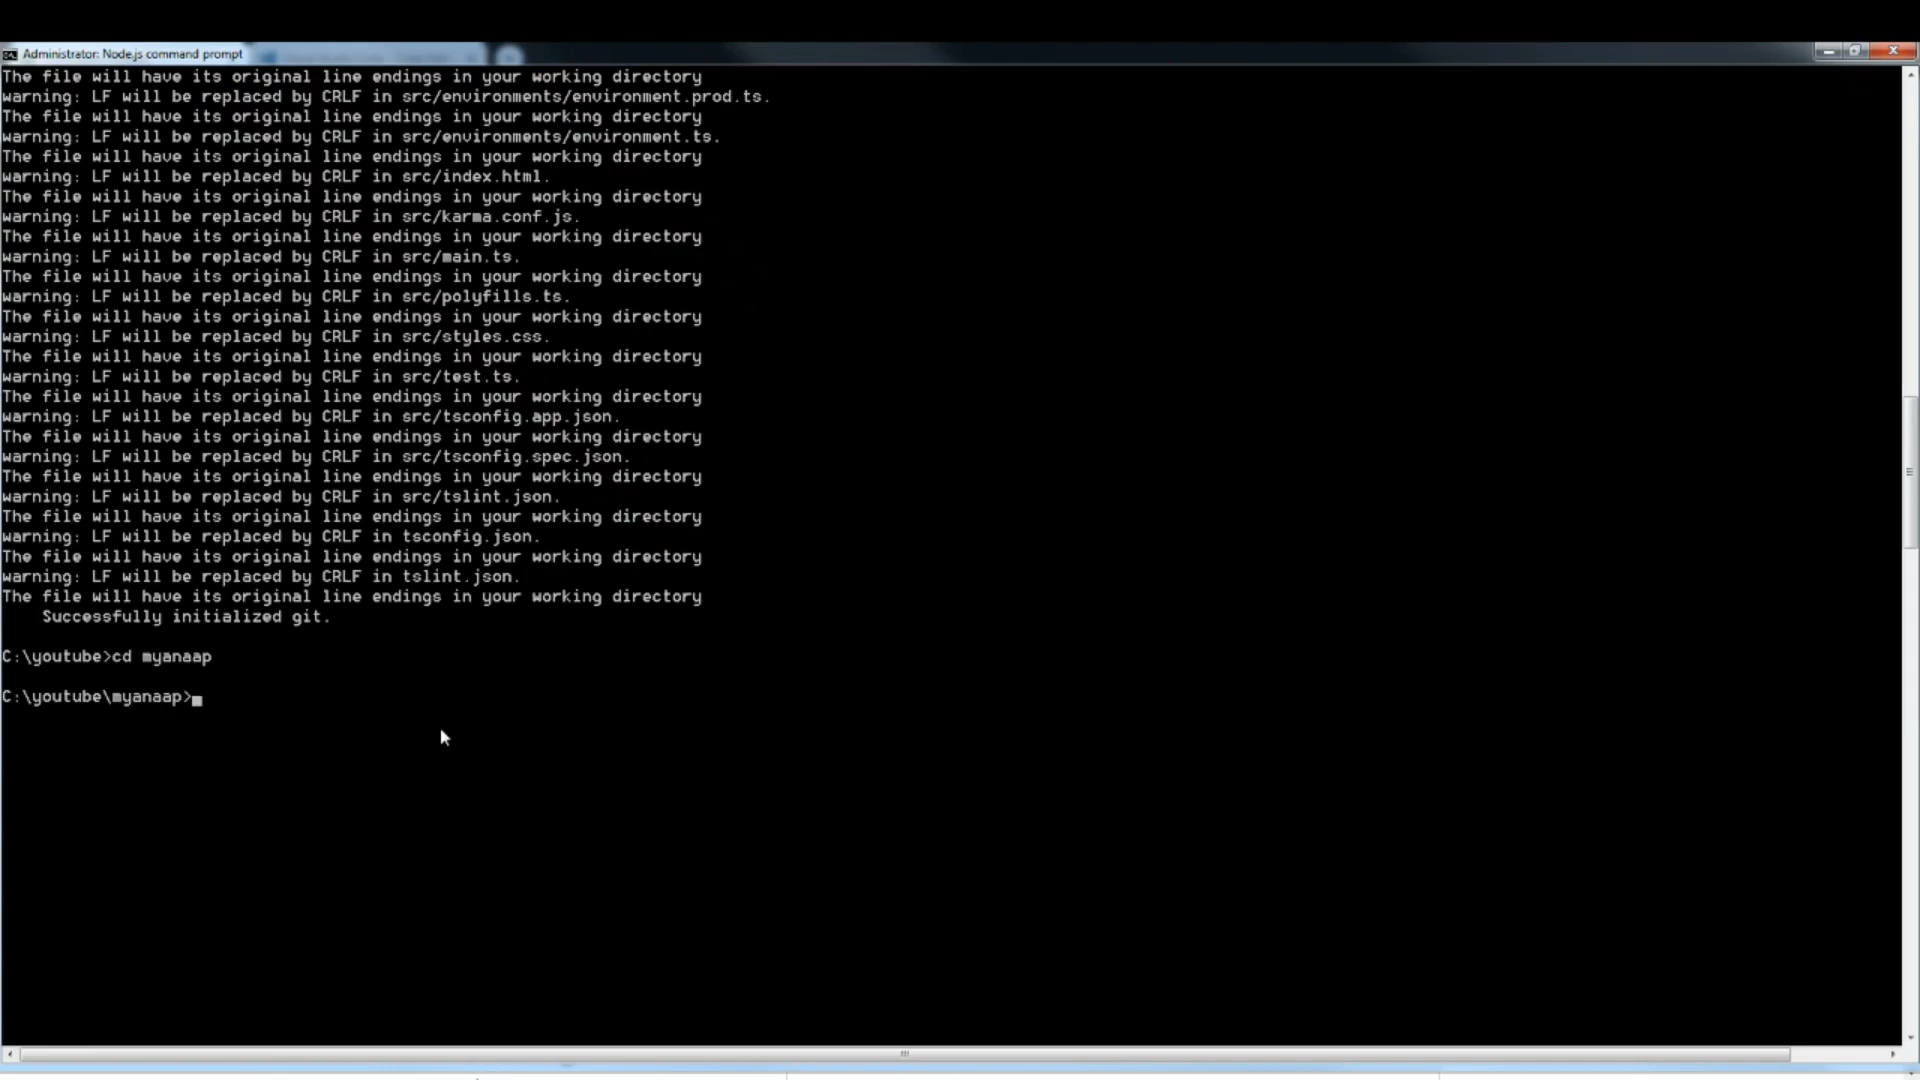 Administrator: Node.js command prompt
The file will have its original line endings in your working directory
warning: LF will be replaced by CRLF in src/environments/environment.prod.ts.
The file will have its original line endings in your working directory
warning: LF will be replaced by CRLF in src/environments/environment.ts.
The file will have its original line endings in your working directory
warning: LF will be replaced by CRLF in src/index.html.
The file will have its original line endings in your working directory
warning: LF will be replaced by CRLF in src/karma.conf.js.
The file will have its original line endings in your working directory
warning: LF will be replaced by CRLF in src/main.ts.
The file will have its original line endings in your working directory
warning: LF will be replaced by CRLF in src/polyfills.ts.
The file will have its original line endings in your working directory
warning: LF will be replaced by CRLF in src/styles.css.
The file will have its original line endings in your working directory
warning: LF will be replaced by CRLF in src/test.ts.
The file will have its original line endings in your working directory
warning: LF will be replaced by CRLF in src/tsconfig.app.json.
The file will have its original line endings in your working directory
warning: LF will be replaced by CRLF in src/tsconfig.spec.json.
The file will have its original line endings in your working directory
warning: LF will be replaced by CRLF in src/tslint.json.
The file will have its original line endings in your working directory
warning: LF will be replaced by CRLF in tsconfig.json.
The file will have its original line endings in your working directory
warning: LF will be replaced by CRLF in tslint.json.
The file will have its original line endings in your working directory
Successfully initialized git.
C:\youtube>cd myanaap
C:\youtube\myanaap>